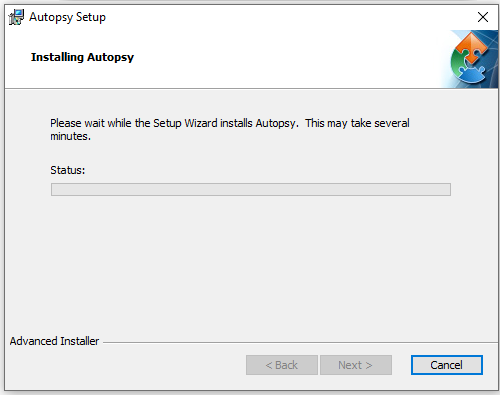 Autopsy Setup
Installing Autopsy
Please wait while the Setup Wizard installs Autopsy.  This may take several
minutes.
Status:
Advanced Installer
< Back
Next >
Cancel